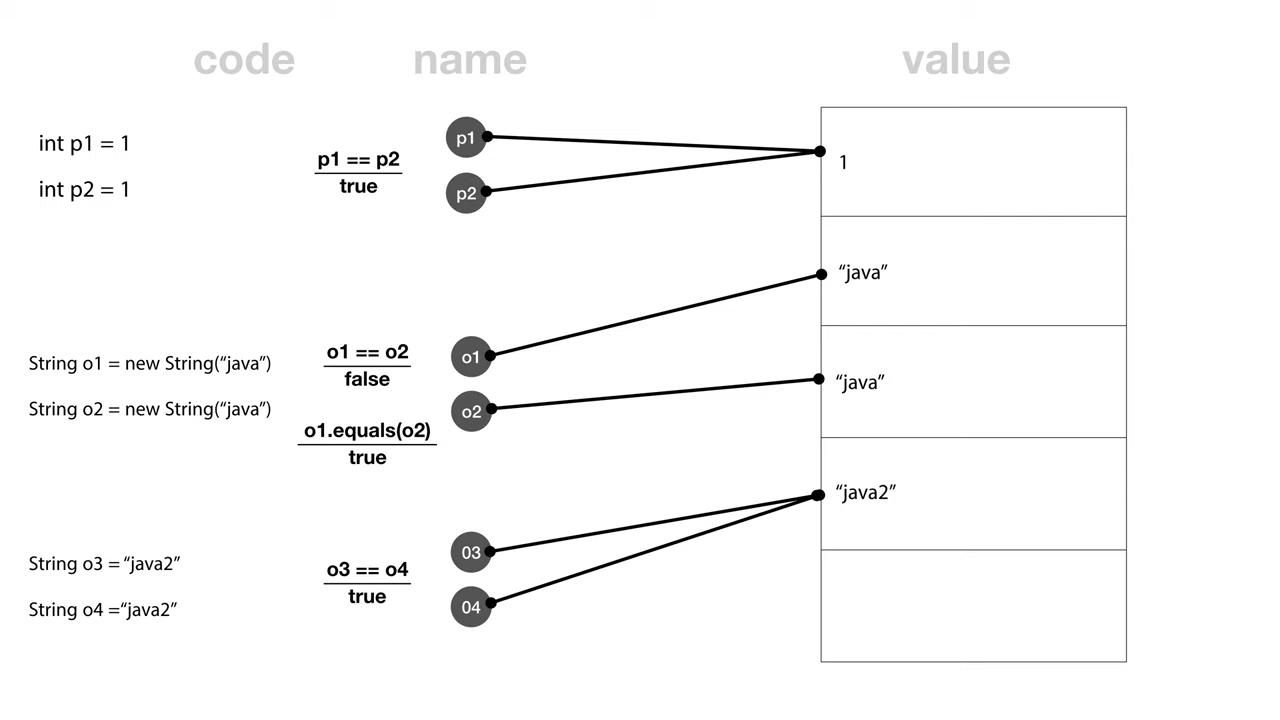 code name value
int p1 = 1
int p2 = 1
p1 == p2
true
p1
p2
1
“java”
String o1 = new String(“java”)
String o2 = new String(“java”)
o1 == o2
false
o1.equals(o2)
true
o1
o2
“java”
“java2”
String o3 = “java2”
String o4 =“java2”
o3 == o4
true
03
04